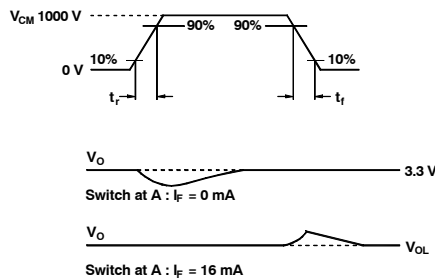 V_CM 1000 V
90% 90%
10% 10%
0 V
t_r t_f
V_O
3.3 V
Switch at A : I_F = 0 mA
V_O
V_OL
Switch at A : I_F = 16 mA